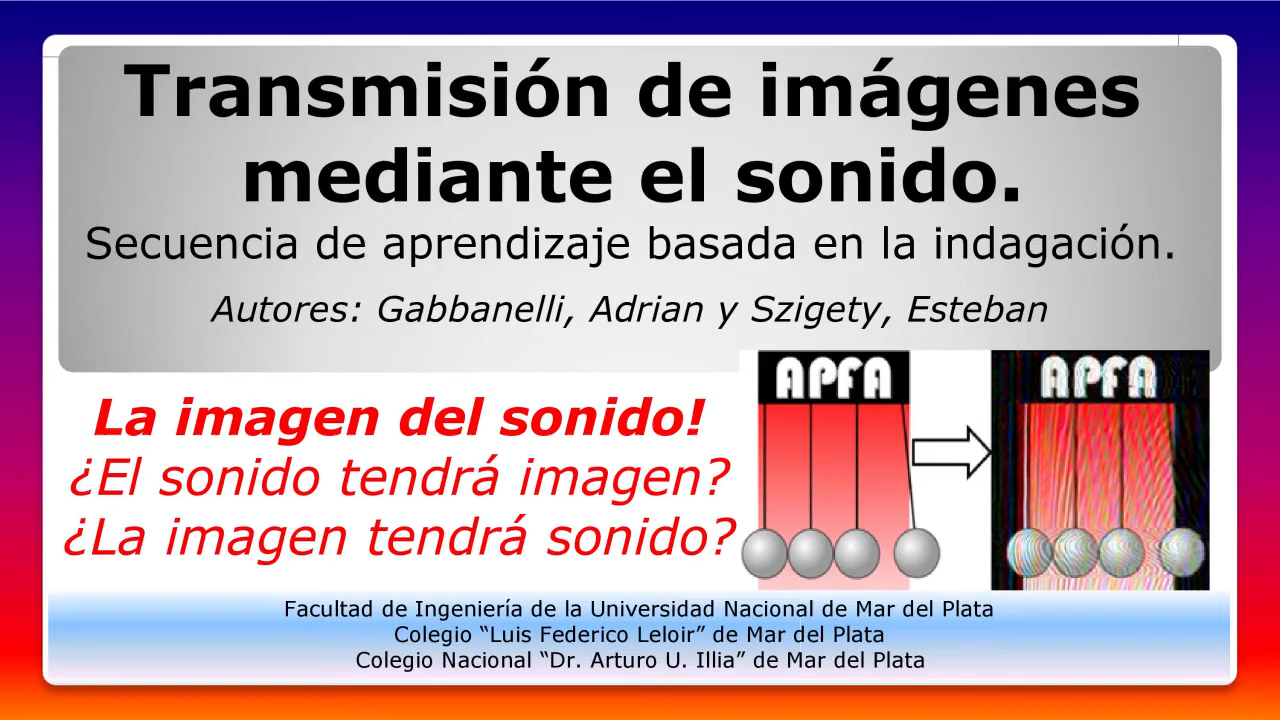 Transmisión de imágenes
mediante el sonido.
Secuencia de aprendizaje basada en la indagación.
Autores: Gabbanelli, Adrian y Szigety, Esteban
La imagen del sonido!
¿El sonido tendrá imagen?
¿La imagen tendrá sonido?
APFA
APFA
Facultad de Ingeniería de la Universidad Nacional de Mar del Plata
Colegio “Luis Federico Leloir” de Mar del Plata
Colegio Nacional “Dr. Arturo U. Illia” de Mar del Plata